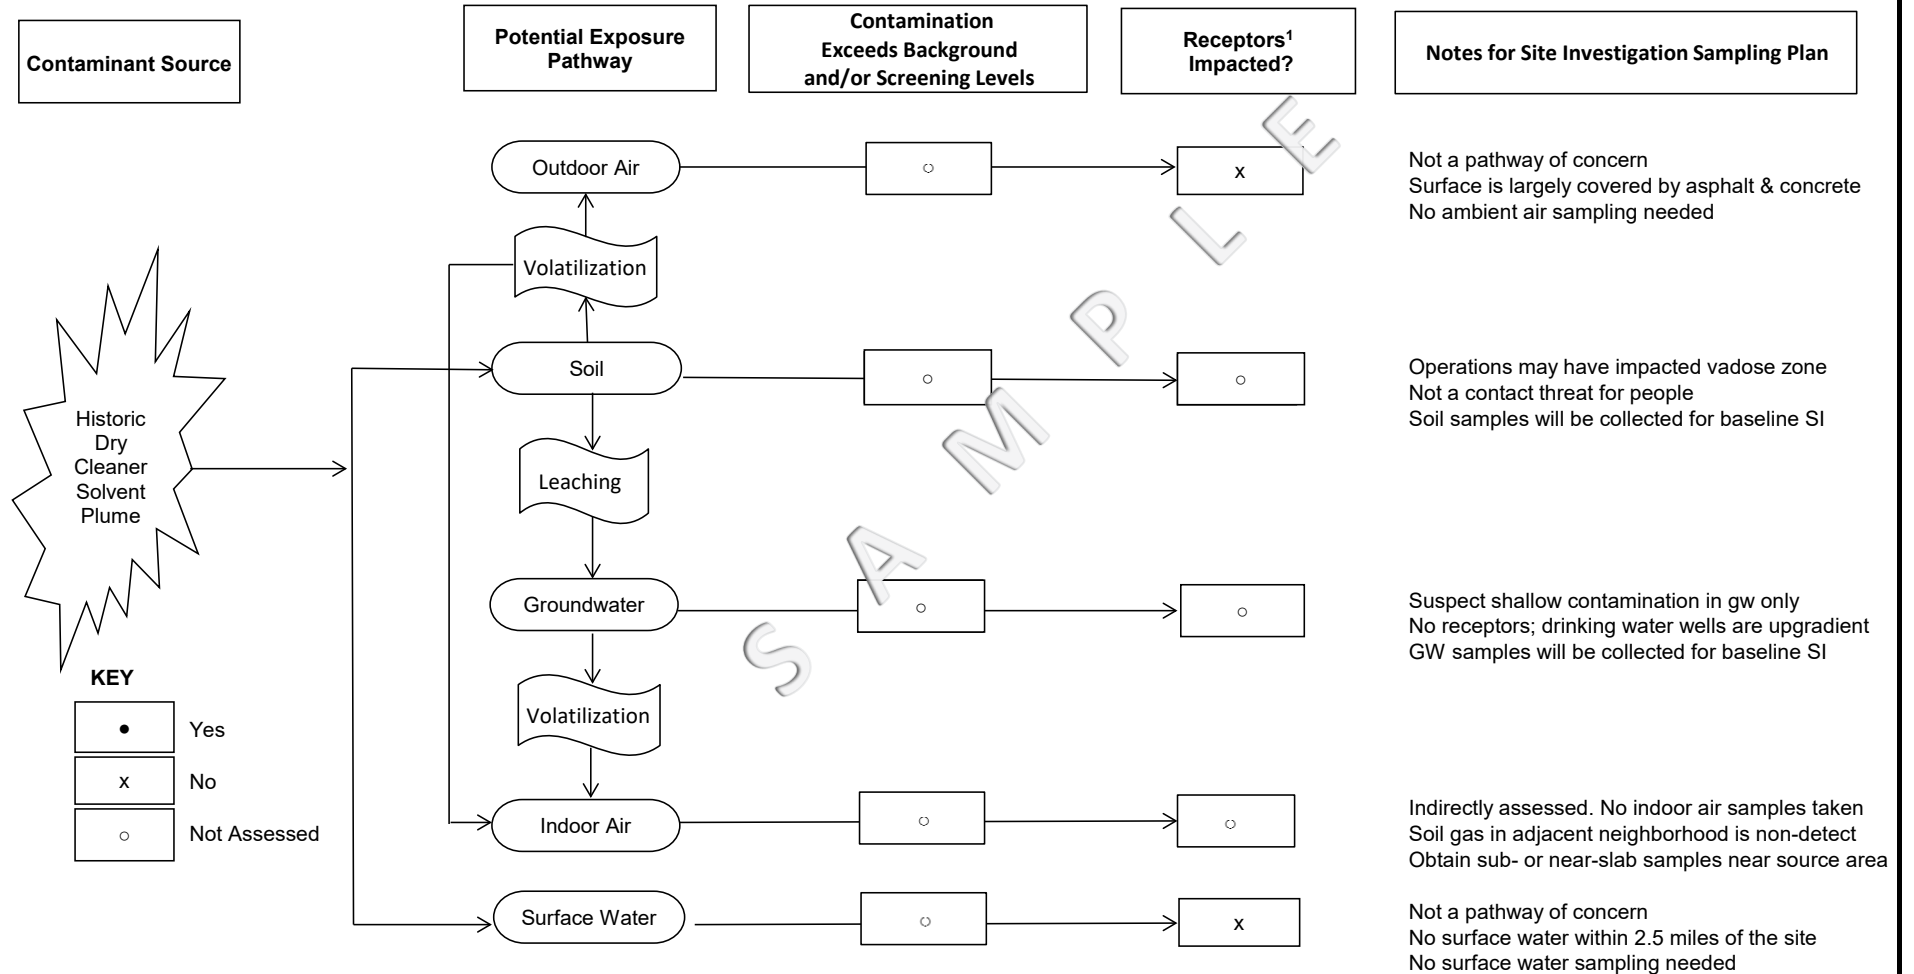 Contaminant Source
Potential Exposure
Pathway
Contamination
Exceeds Background
and/or Screening Levels
Receptors¹
Impacted?
Notes for Site Investigation Sampling Plan
Outdoor Air
○
x
Not a pathway of concern
Surface is largely covered by asphalt & concrete
No ambient air sampling needed
Volatilization
Soil
○
○
Operations may have impacted vadose zone
Not a contact threat for people
Soil samples will be collected for baseline SI
Historic
Dry
Cleaner
Solvent
Plume
Leaching
Groundwater
○
○
Suspect shallow contamination in gw only
No receptors; drinking water wells are upgradient
GW samples will be collected for baseline SI
Volatilization
Indoor Air
○
○
Indirectly assessed. No indoor air samples taken
Soil gas in adjacent neighborhood is non-detect
Obtain sub- or near-slab samples near source area
Surface Water
○
x
Not a pathway of concern
No surface water within 2.5 miles of the site
No surface water sampling needed
KEY
● Yes
x No
○ Not Assessed
SAMPLE